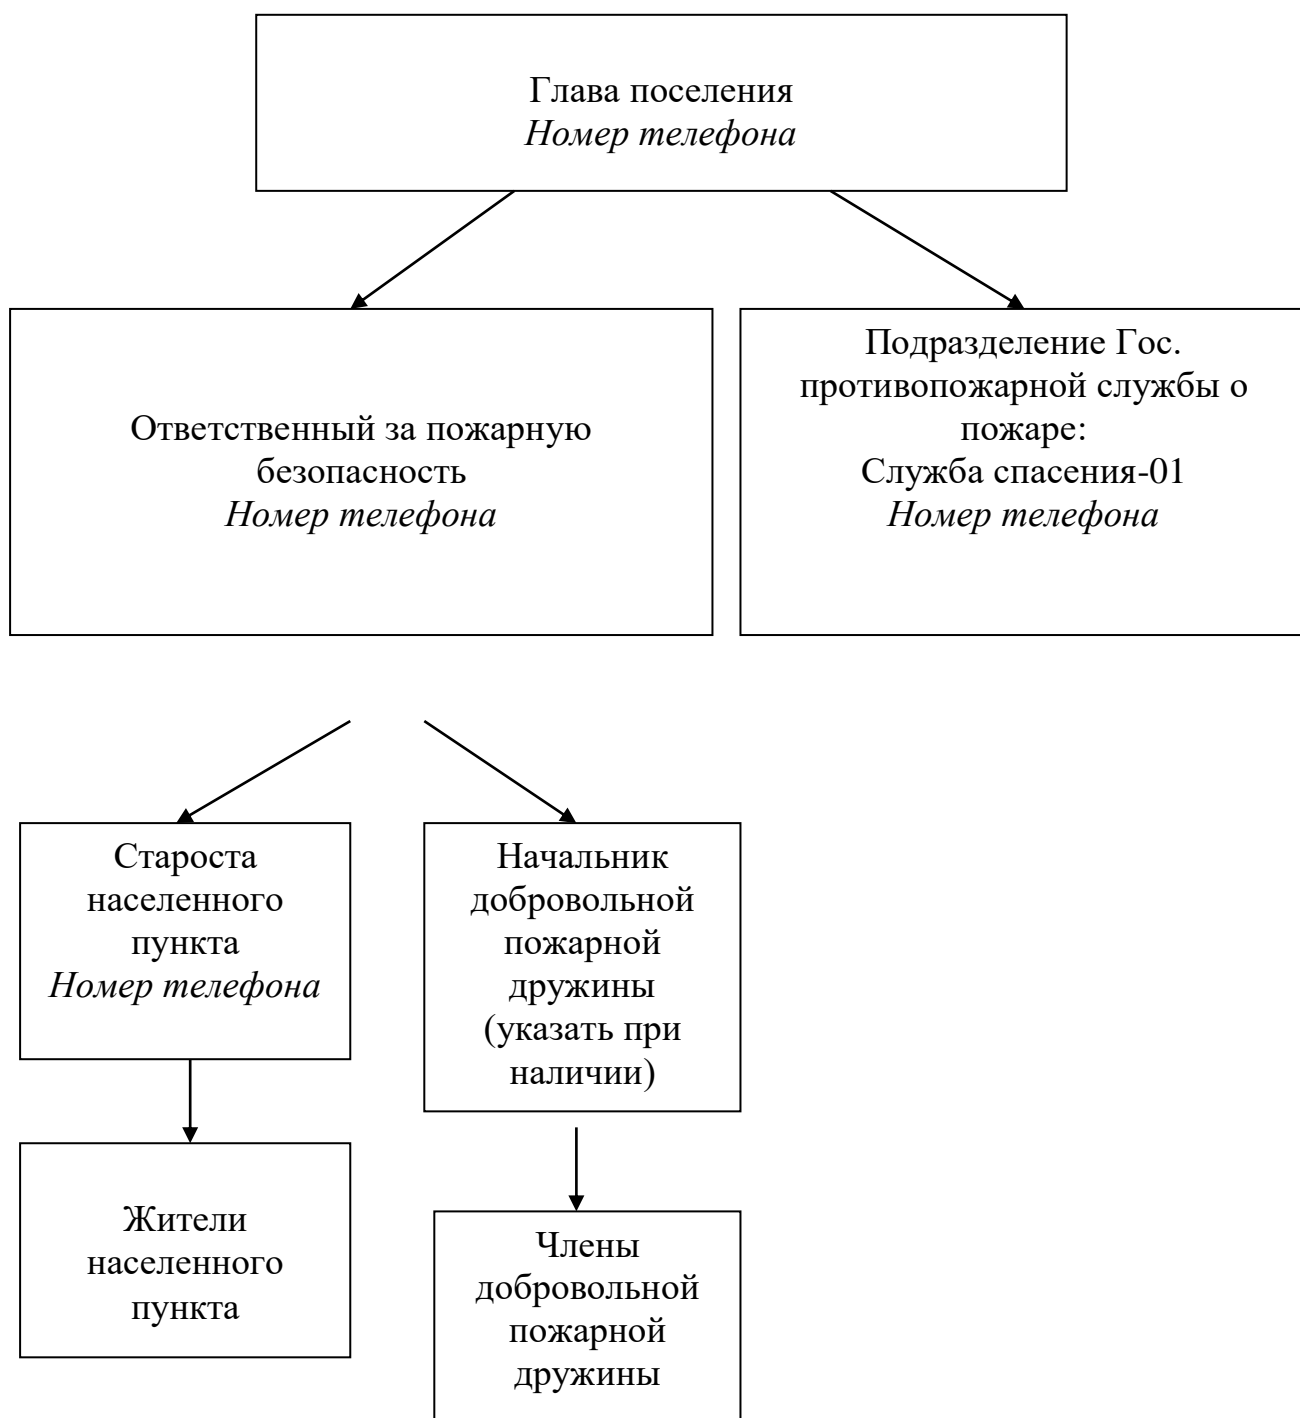 Глава поселения
Номер телефона
Ответственный за пожарную
безопасность
Номер телефона
Подразделение Гос.
противопожарной службы о
пожаре:
Служба спасения-01
Номер телефона
Староста
населенного
пункта
Номер телефона
Начальник
добровольной
пожарной
дружины
(указать при
наличии)
Жители
населенного
пункта
Члены
добровольной
пожарной
дружины